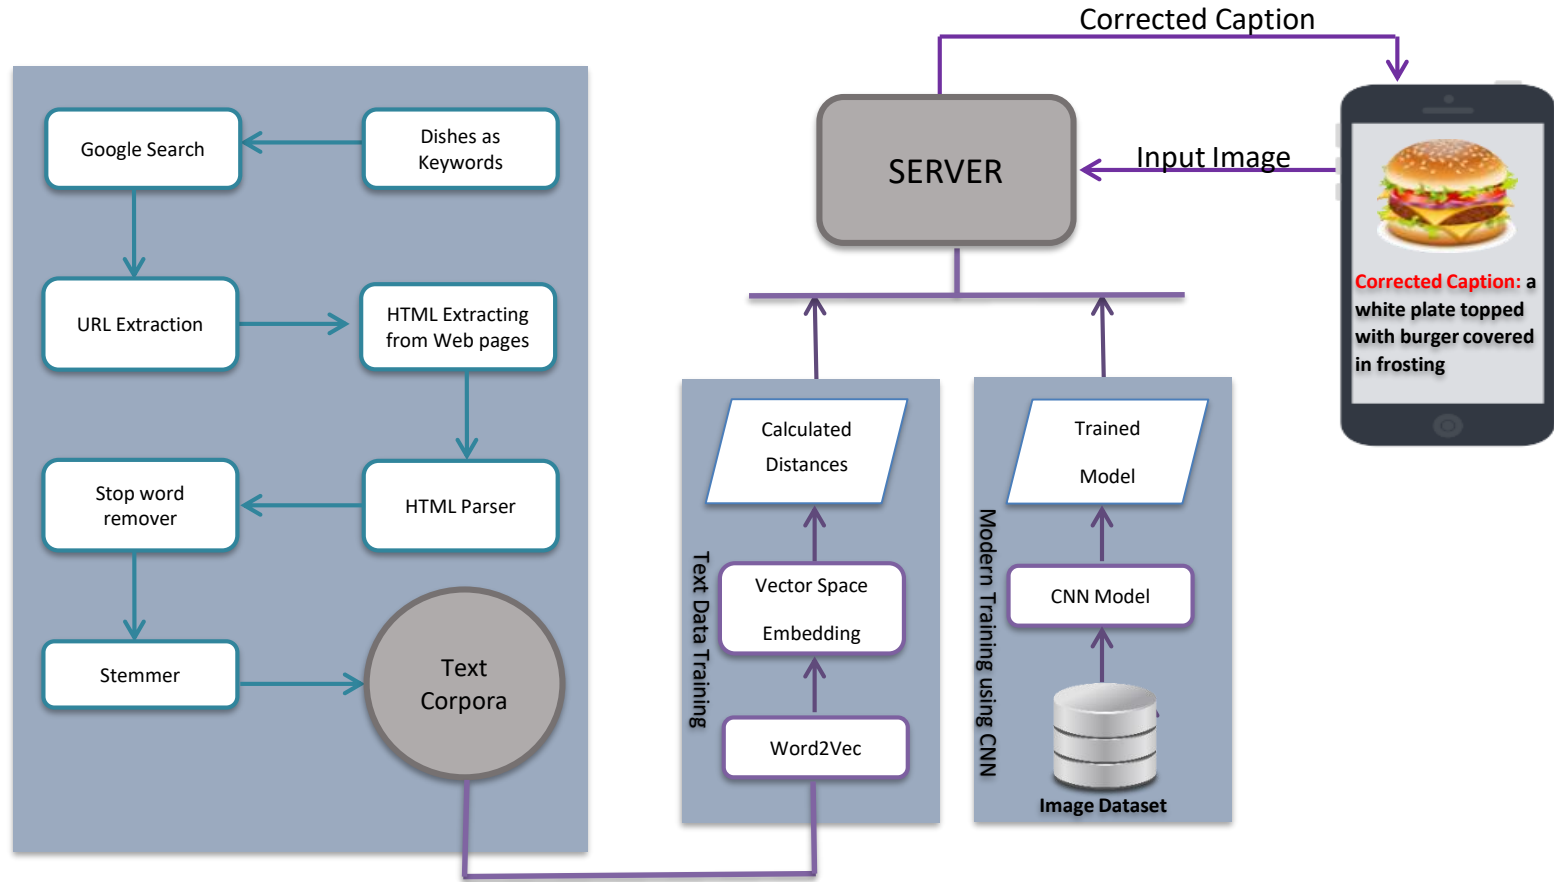 Corrected Caption
Google Search
Dishes as
Keywords
SERVER
Input Image
URL Extraction
HTML Extracting
from Web pages
Corrected Caption: a
white plate topped
with burger covered
in frosting
Calculated
Distances
Trained
Model
Stop word
remover
HTML Parser
Text Data Training
Vector Space
Embedding
Modern Training using CNN
CNN Model
Stemmer
Text
Corpora
Word2Vec
Image Dataset